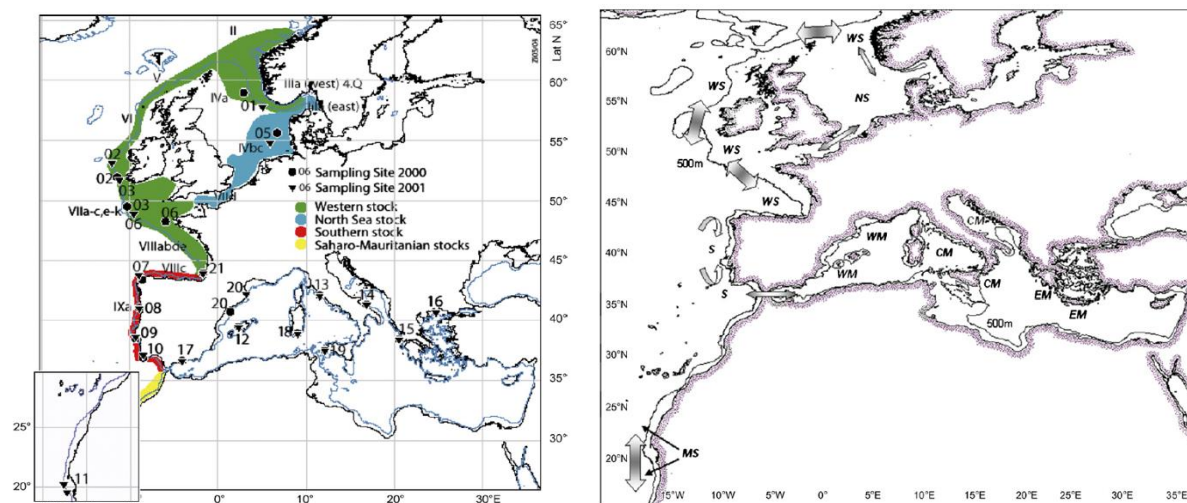 II
65°
Lat N
V
60°
IIIa (west) 4.Q
IVa
01
IIIa (east)
VI
05
55°
IVbc
02
06 Sampling Site 2000
02
06 Sampling Site 2001
03
50°
VIId
03
Western stock
VIIa-c,e-k
06
06
North Sea stock
Southern stock
VIIIabde
Saharo-Mauritanian stocks
45°
07
VIIIc
21
20
13
IXa
08
20
14
16
40°
09
12
18
15
10
17
19
35°
25°
30°
20°
11
0°
10°
20°
30°E
60°N
WS
WS
55°N
NS
WS
50°N
500m
WS
45°N
CM
S
WM
40°N
CM
WM
S
CM
EM
EM
35°N
500m
30°N
25°N
20°N
MS
15°W
10°W
5°W
0°
5°E
10°E
15°E
20°E
25°E
30°E
35°E